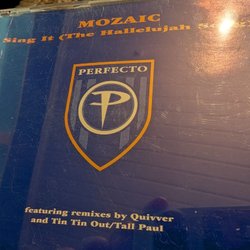 MOZAIC
Sing It (The Hallelujah
PERFECTO
P
featuring remixes by Quivver
and Tin Tin Out/Tall Paul